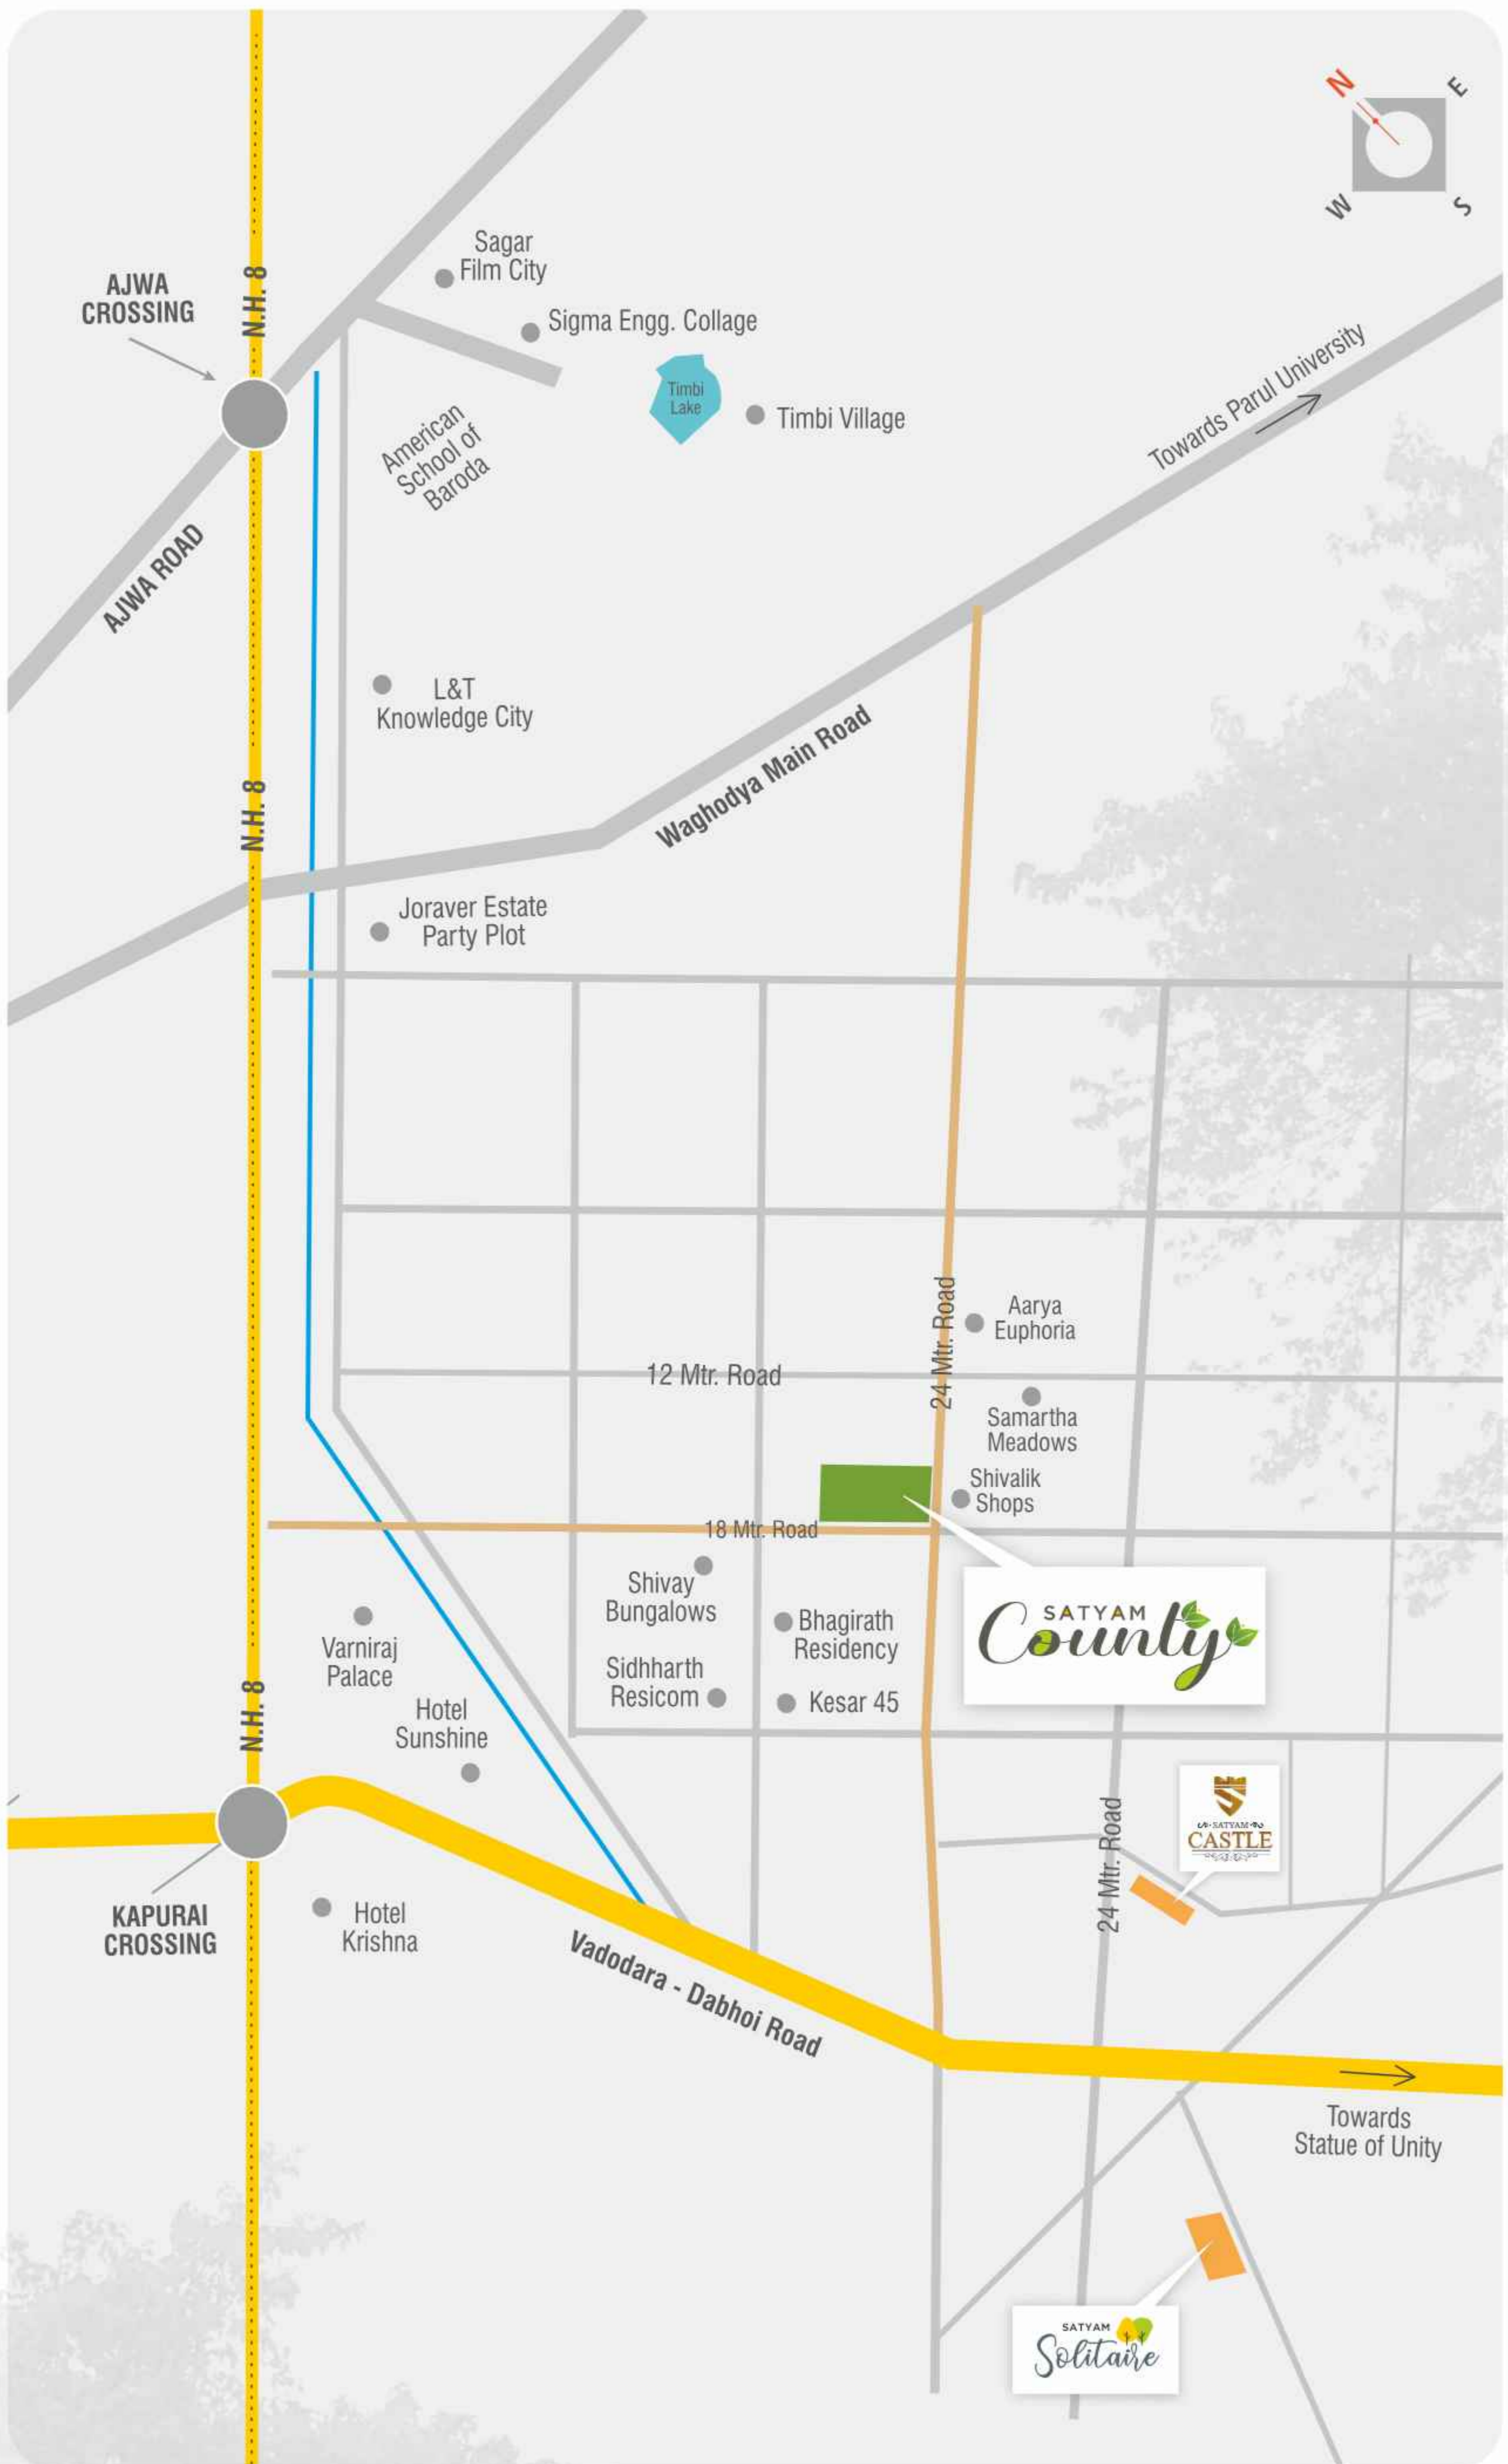 N
E
W
S
Sagar
Film City
AJWA
CROSSING
N.H. 8
Sigma Engg. Collage
Timbi
Lake
Timbi Village
Towards Parul University
American
School of
Baroda
AJWA ROAD
L&T
Knowledge City
Waghodya Main Road
N.H. 8
Joraver Estate
Party Plot
24 Mtr. Road
Aarya
Euphoria
12 Mtr. Road
Samartha
Meadows
Shivalik
Shops
18 Mtr. Road
Shivay
Bungalows
Bhagirath
Residency
SATYAM
County
Varniraj
Palace
Sidhharth
Resicom
Kesar 45
N.H. 8
Hotel
Sunshine
24 Mtr. Road
SATYAM
CASTLE
KAPURAI
CROSSING
Hotel
Krishna
Vadodara - Dabhoi Road
Towards
Statue of Unity
SATYAM
Solitaire